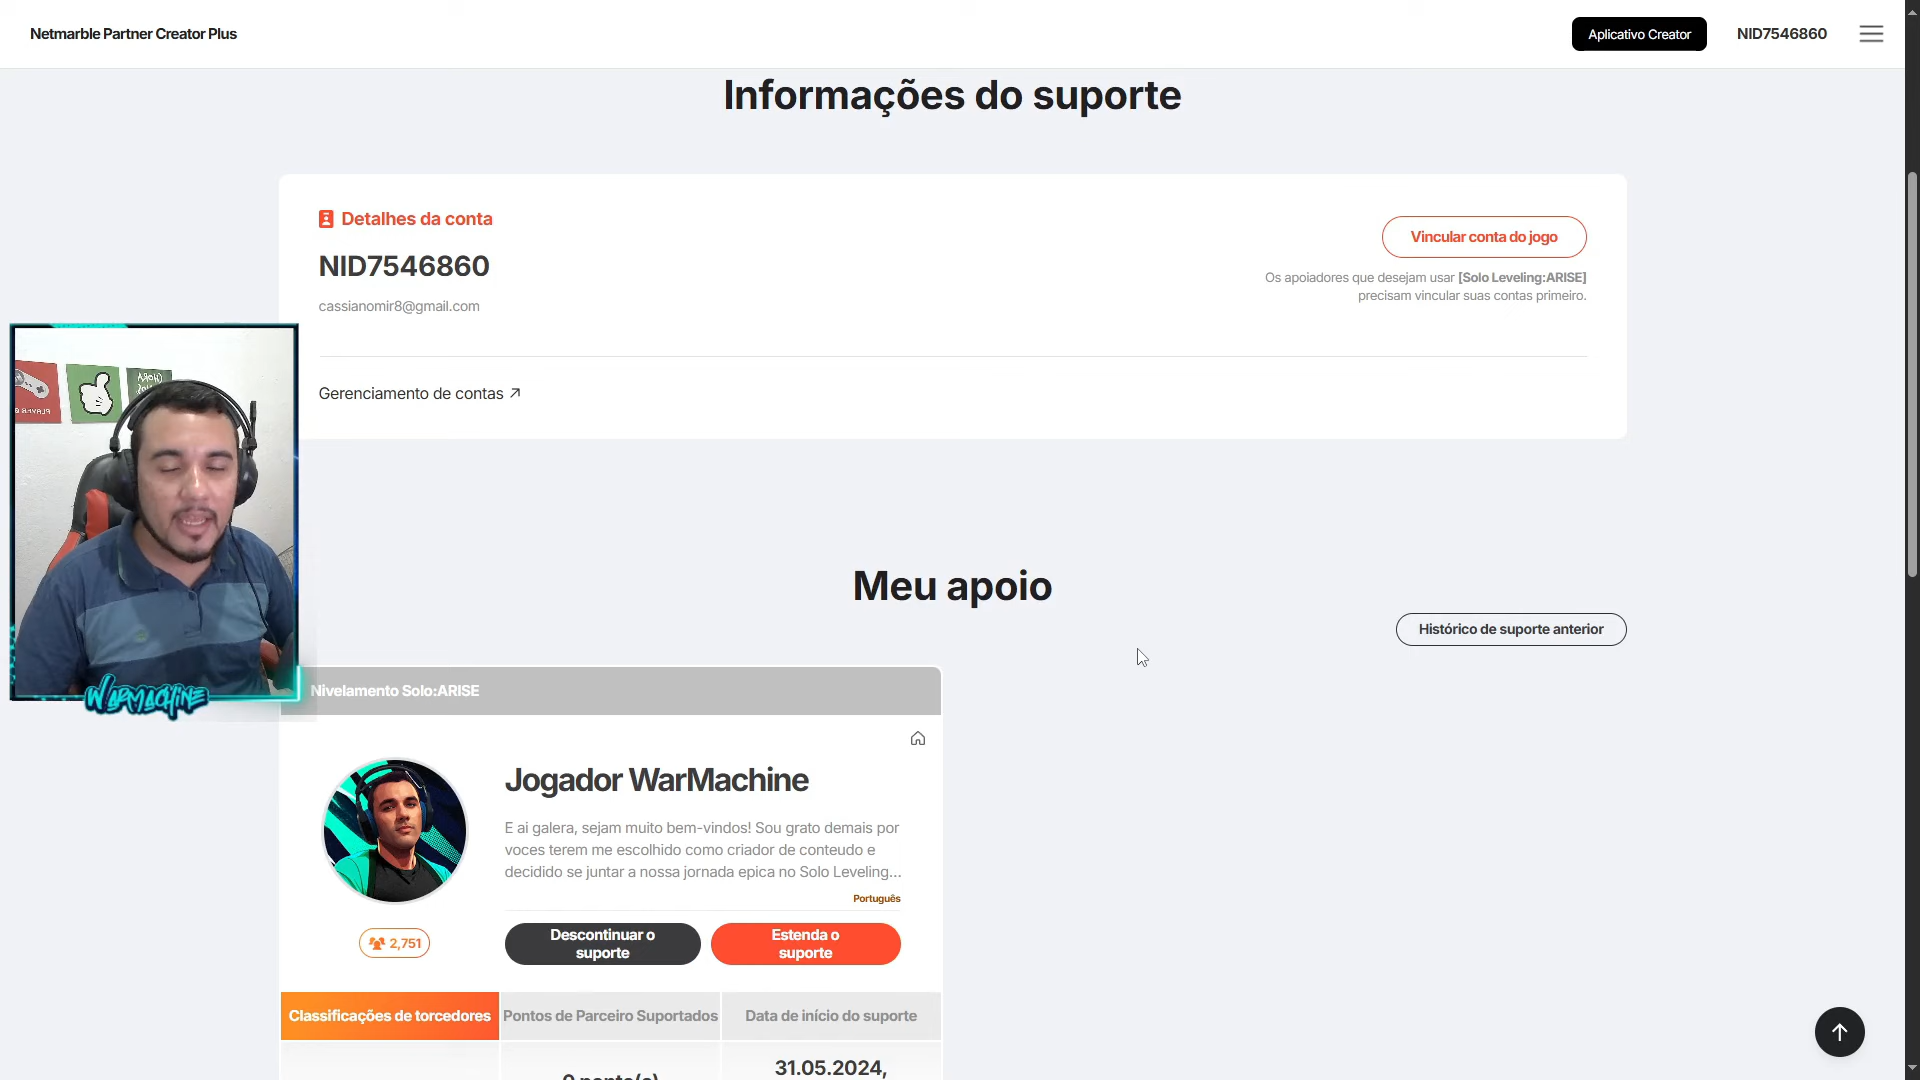 Netmarble Partner Creator Plus
Aplicativo Creator
NID7546860
Informações do suporte
Detalhes da conta
NID7546860
cassianomir8@gmail.com
Vincular conta do jogo
Os apoiadores que desejam usar [Solo Leveling:ARISE]
precisam vincular suas contas primeiro.
Gerenciamento de contas
WARMACHINE
Meu apoio
Histórico de suporte anterior
Nivelamento Solo:ARISE
Jogador WarMachine
E ai galera, sejam muito bem-vindos! Sou grato demais por
voces terem me escolhido como criador de conteudo e
decidido se juntar a nossa jornada epica no Solo Leveling...
Português
2,751
Descontinuar o
suporte
Estenda o
suporte
Classificações de torcedores
Pontos de Parceiro Suportados
Data de início do suporte
31.05.2024,